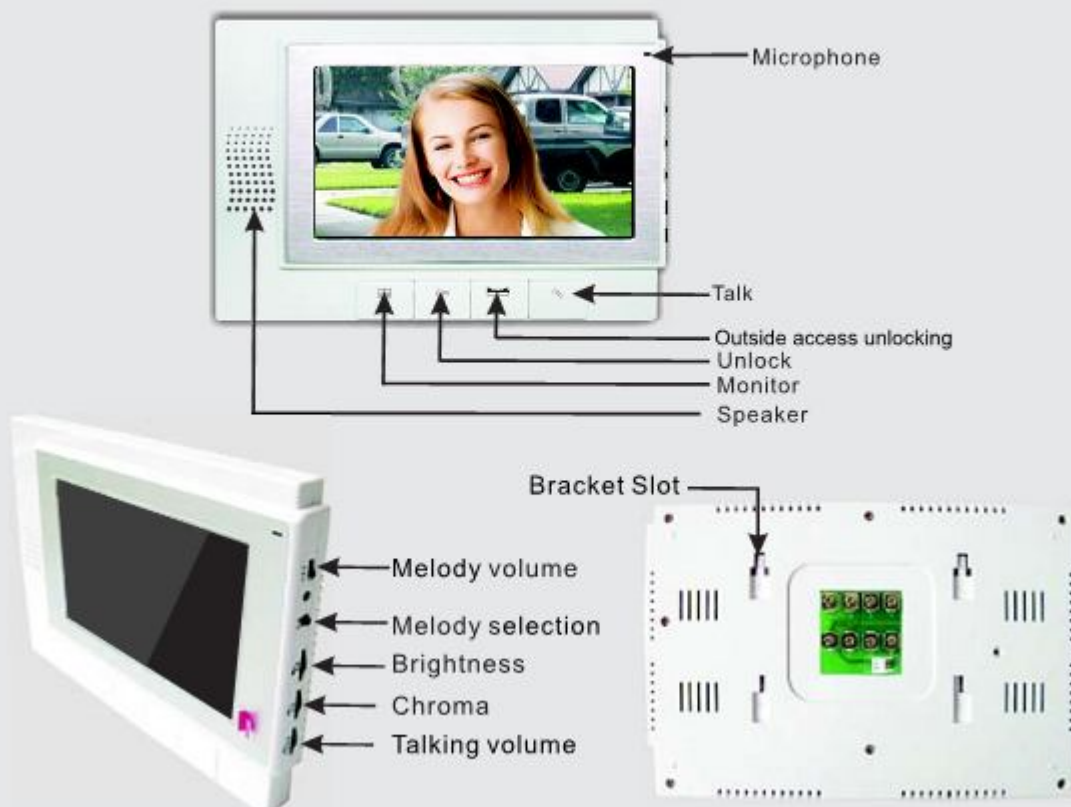 Microphone
Talk
Outside access unlocking
Unlock
Monitor
Speaker
Bracket Slot
Melody volume
Melody selection
Brightness
Chroma
Talking volume